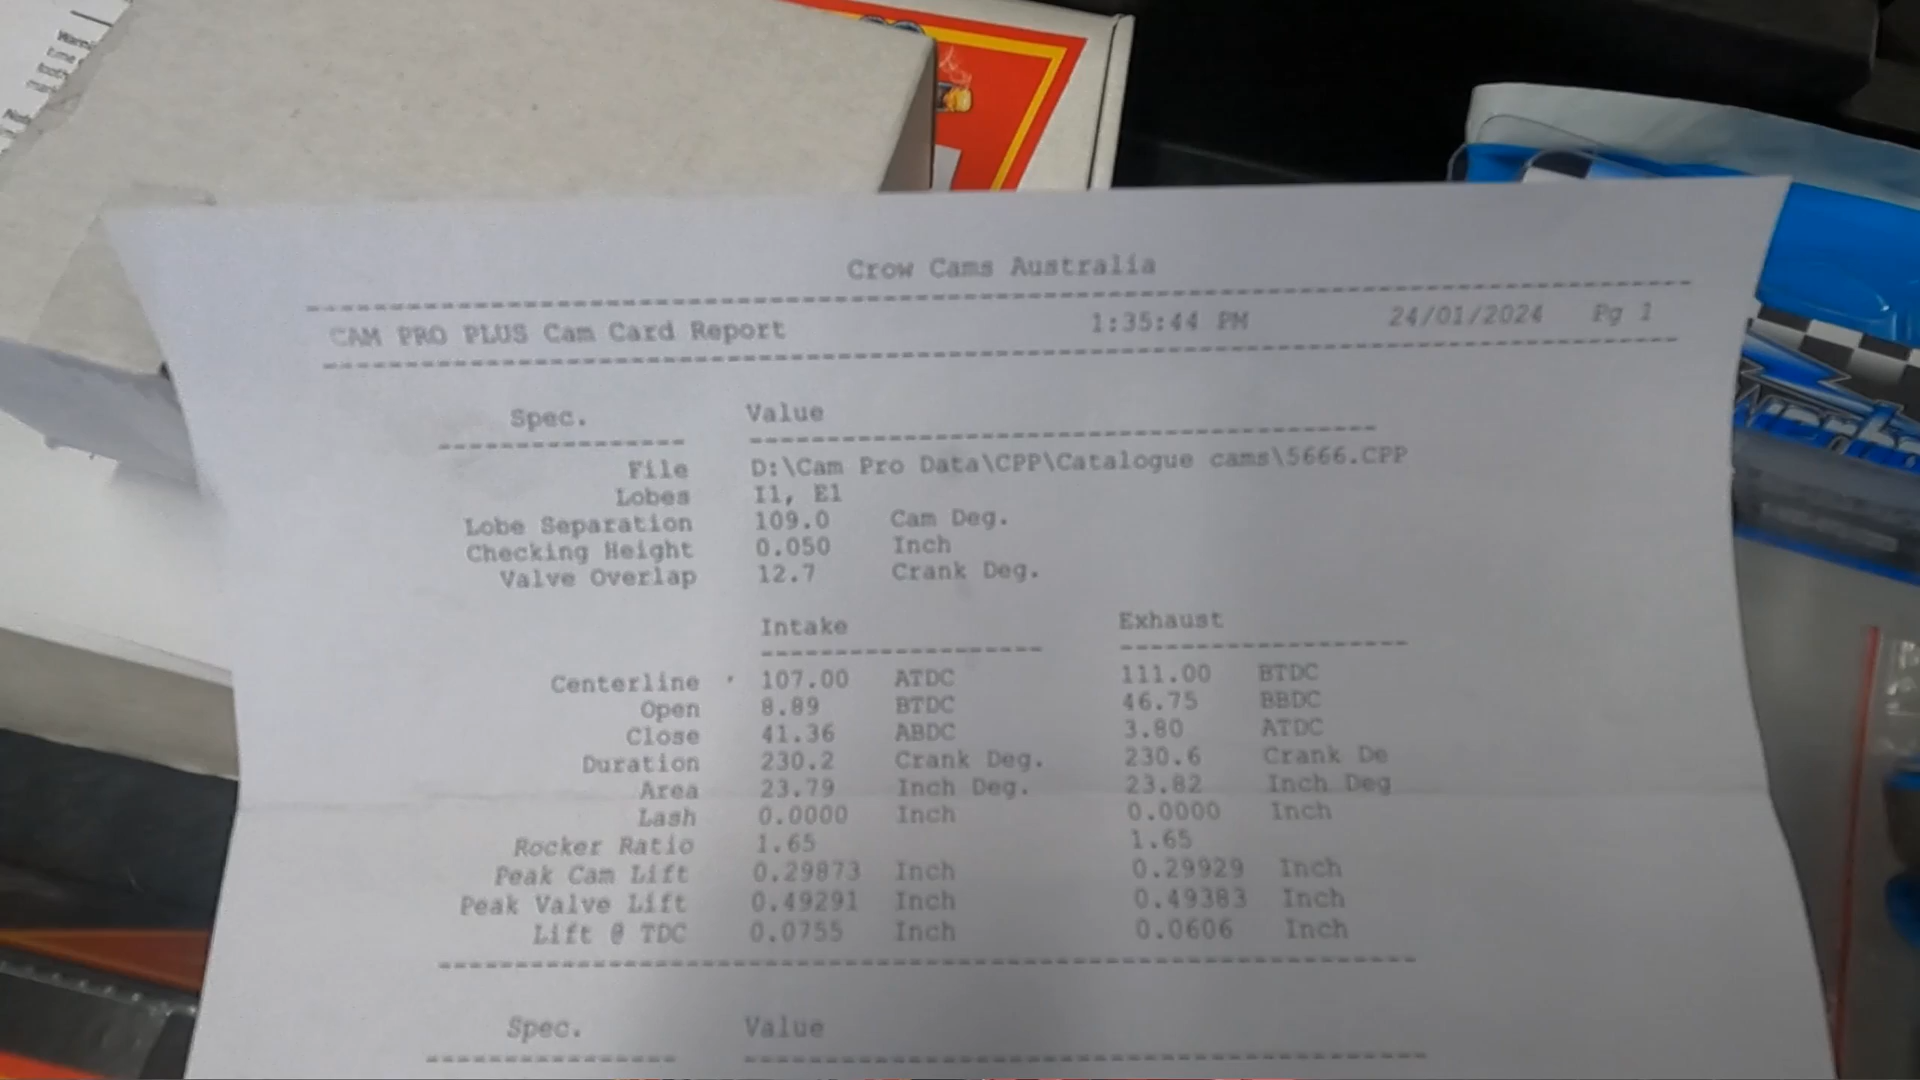 Crow Cams Australia
CAM PRO PLUS Cam Card Report 1:35:44 PM 24/01/2024 Pg 1
Spec. Value
File D:\Cam Pro Data\CPP\Catalogue cams\5666.CPP
Lobes I1, E1
Lobe Separation 109.0 Cam Deg.
Checking Height 0.050 Inch
Valve Overlap 12.7 Crank Deg.
Intake Exhaust
Centerline 107.00 ATDC 111.00 BTDC
Open 8.89 BTDC 46.75 BBDC
Close 41.36 ABDC 3.80 ATDC
Duration 230.2 Crank Deg. 230.6 Crank De
Area 23.79 Inch Deg. 23.82 Inch Deg
Lash 0.0000 Inch 0.0000 Inch
Rocker Ratio 1.65 1.65
Peak Cam Lift 0.29873 Inch 0.29929 Inch
Peak Valve Lift 0.49291 Inch 0.49383 Inch
Lift @ TDC 0.0755 Inch 0.0606 Inch
Spec. Value